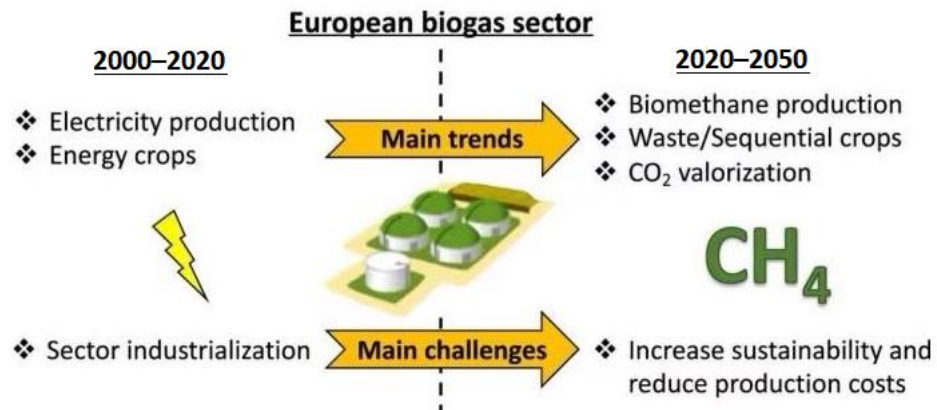 European biogas sector
2000–2020
2020–2050
❖ Electricity production
❖ Energy crops
Main trends
❖ Biomethane production
❖ Waste/Sequential crops
❖ CO₂ valorization
CH₄
❖ Sector industrialization
Main challenges
❖ Increase sustainability and
reduce production costs